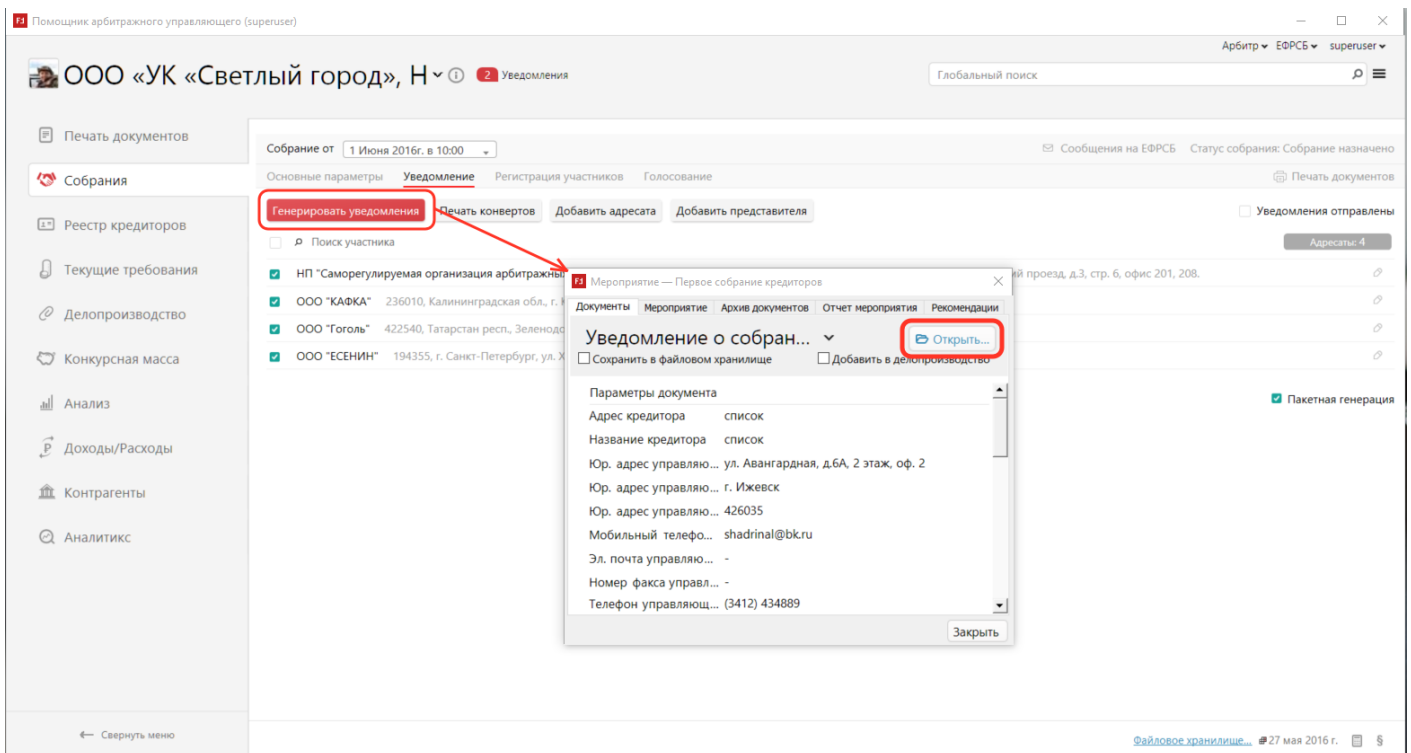 Помощник арбитражного управляющего (superuser)
Арбитр ЕФРСБ superuser
ООО «УК «Светлый город», Н 2 Уведомления
Глобальный поиск
Печать документов
Собрания
Реестр кредиторов
Текущие требования
Делопроизводство
Конкурсная масса
Анализ
Доходы/Расходы
Контрагенты
Аналитикс
Свернуть меню
Собрание от 1 Июня 2016г. в 10:00
Сообщения на ЕФРСБ Статус собрания: Собрание назначено
Основные параметры Уведомление Регистрация участников Голосование
Печать документов
Генерировать уведомления Печать конвертов Добавить адресата Добавить представителя
Уведомления отправлены
Поиск участника
Адресаты: 4
НП "Саморегулируемая организация арбитражны
ий проезд, д.3, стр. 6, офис 201, 208.
ООО "КАФКА" 236010, Калининградская обл., г.
ООО "Гоголь" 422540, Татарстан респ., Зеленодо
ООО "ЕСЕНИН" 194355, г. Санкт-Петербург, ул. Х
Пакетная генерация
Мероприятие — Первое собрание кредиторов
Документы Мероприятие Архив документов Отчет мероприятия Рекомендации
Уведомление о собран... Открыть...
Сохранить в файловом хранилище Добавить в делопроизводство
Параметры документа
Адрес кредитора список
Название кредитора список
Юр. адрес управляю... ул. Авангардная, д.6А, 2 этаж, оф. 2
Юр. адрес управляю... г. Ижевск
Юр. адрес управляю... 426035
Мобильный телефо... shadrinal@bk.ru
Эл. почта управляю... -
Номер факса управл... -
Телефон управляющ... (3412) 434889
Закрыть
Файловое хранилище... 27 мая 2016 г. §